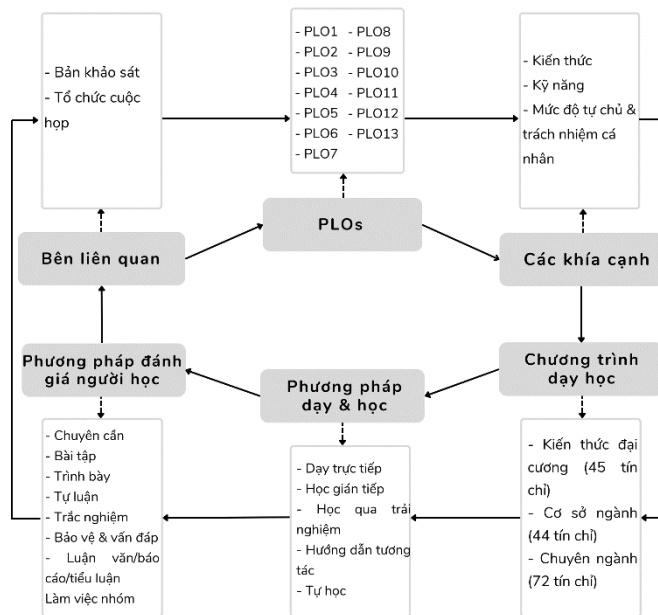 - Bản khảo sát
- Tổ chức cuộc
họp
- PLO1 - PLO8
- PLO2 - PLO9
- PLO3 - PLO10
- PLO4 - PLO11
- PLO5 - PLO12
- PLO6 - PLO13
- PLO7
- Kiến thức
- Kỹ năng
- Mức độ tự chủ &
trách nhiệm cá
nhân
Bên liên quan
PLOs
Các khía cạnh
Phương pháp đánh
giá người học
Phương pháp
dạy & học
Chương trình
dạy học
- Chuyên cần
- Bài tập
- Trình bày
- Tự luận
- Trắc nghiệm
- Bảo vệ & vấn đáp
- Luận văn/báo
cáo/tiểu luận
Làm việc nhóm
- Dạy trực tiếp
- Học gián tiếp
- Học qua trải
nghiệm
- Hướng dẫn tương
tác
- Tự học
- Kiến thức đại
cương (45 tín
chỉ)
- Cơ sở ngành
(44 tín chỉ)
- Chuyên ngành
(72 tín chỉ)